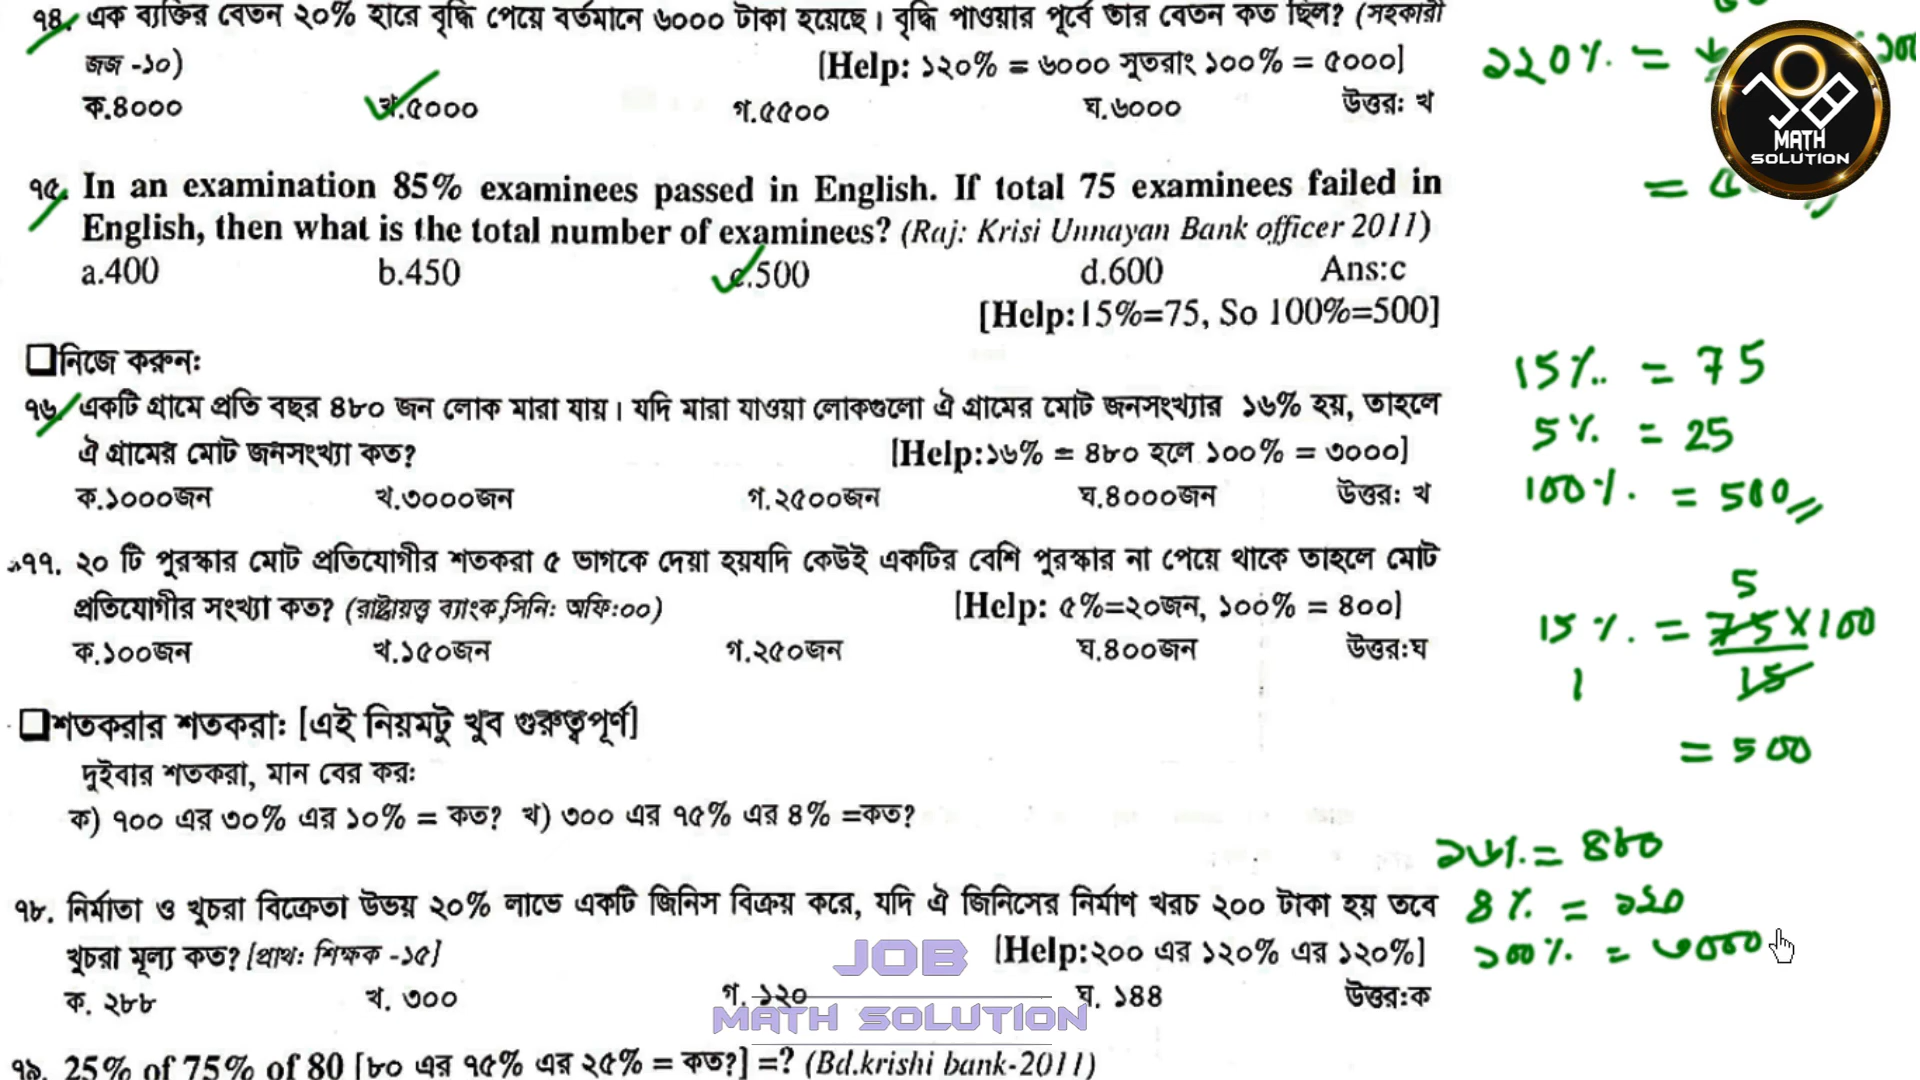 ৭৪. এক ব্যক্তির বেতন ২০% হারে বৃদ্ধি পেয়ে বর্তমানে ৬০০০ টাকা হয়েছে। বৃদ্ধি পাওয়ার পূর্বে তার বেতন কত ছিল? (সহকারী
জজ -১০) [Help: ১২০% = ৬০০০ সূতরাং ১০০% = ৫০০০]
ক.৪০০০ খ.৫০০০ গ.৫৫০০ ঘ.৬০০০ উত্তর: খ
১২০% =
MATH
SOLUTION
৭৫. In an examination 85% examinees passed in English. If total 75 examinees failed in
English, then what is the total number of examinees? (Raj: Krisi Unnayan Bank officer 2011)
a.400 b.450 c.500 d.600 Ans:c
[Help:15%=75, So 100%=500]
❑নিজে করুন:
৭৬. একটি গ্রামে প্রতি বছর ৪৮০ জন লোক মারা যায়। যদি মারা যাওয়া লোকগুলো ঐ গ্রামের মোট জনসংখ্যার ১৬% হয়, তাহলে
ঐ গ্রামের মোট জনসংখ্যা কত? [Help:১৬% = ৪৮০ হলে ১০০% = ৩০০০]
ক.১০০০জন খ.৩০০০জন গ.২৫০০জন ঘ.৪০০০জন উত্তর: খ
15% = 75
5% = 25
100% = 500
৭৭. ২০ টি পুরস্কার মোট প্রতিযোগীর শতকরা ৫ ভাগকে দেয়া হয়যদি কেউই একটির বেশি পুরস্কার না পেয়ে থাকে তাহলে মোট
প্রতিযোগীর সংখ্যা কত? (রাষ্ট্রায়ত্ত্ব ব্যাংক,সিনি: অফি:০০) [Help: ৫%=২০জন, ১০০% = ৪০০]
ক.১০০জন খ.১৫০জন গ.২৫০জন ঘ.৪০০জন উত্তর:ঘ
5
15% = 75×100
1 15
= 500
❑শতকরার শতকরা: [এই নিয়মটু খুব গুরুত্বপূর্ণ]
দুইবার শতকরা, মান বের কর:
ক) ৭০০ এর ৩০% এর ১০% = কত? খ) ৩০০ এর ৭৫% এর ৪% =কত?
১৬% = ৪৮০
৪% = ১২০
১০০% = ৩০০০
৭৮. নির্মাতা ও খুচরা বিক্রেতা উভয় ২০% লাভে একটি জিনিস বিক্রয় করে, যদি ঐ জিনিসের নির্মাণ খরচ ২০০ টাকা হয় তবে
খুচরা মূল্য কত? [প্রাথ: শিক্ষক -১৫] [Help:২০০ এর ১২০% এর ১২০%]
ক. ২৮৮ খ. ৩০০ গ. ১২০ ঘ. ১৪৪ উত্তর:ক
JOB
MATH SOLUTION
৭৯. 25% of 75% of 80 [৮০ এর ৭৫% এর ২৫% = কত?] =? (Bd.krishi bank-2011)